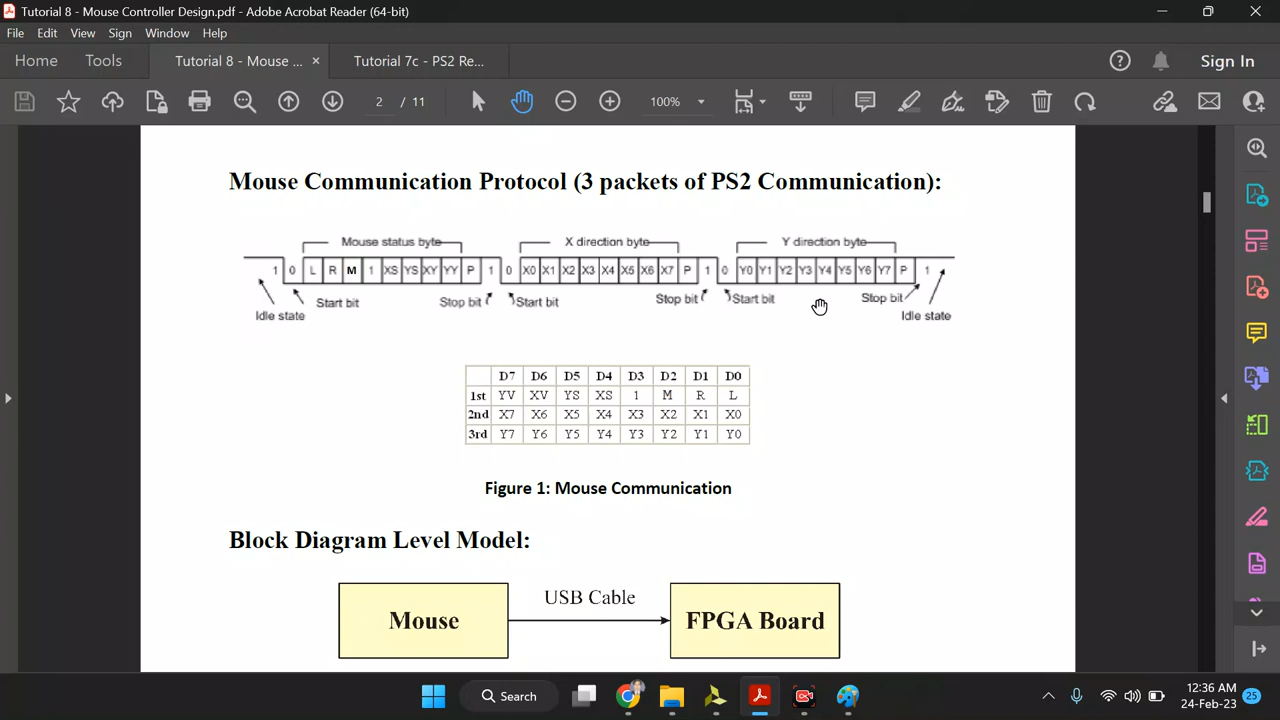 Tutorial 8 - Mouse Controller Design.pdf - Adobe Acrobat Reader (64-bit)
File Edit View Sign Window Help
Home Tools Tutorial 8 - Mouse ... × Tutorial 7c - PS2 Re... ? Sign In
2 / 11 100%
Mouse Communication Protocol (3 packets of PS2 Communication):
Mouse status byte X direction byte Y direction byte
1 0 L R M 1 XS YS XY YY P 1 0 X0 X1 X2 X3 X4 X5 X6 X7 P 1 0 Y0 Y1 Y2 Y3 Y4 Y5 Y6 Y7 P 1
Start bit Stop bit Start bit Stop bit Start bit Stop bit
Idle state Idle state
D7 D6 D5 D4 D3 D2 D1 D0
1st YV XV YS XS 1 M R L
2nd X7 X6 X5 X4 X3 X2 X1 X0
3rd Y7 Y6 Y5 Y4 Y3 Y2 Y1 Y0
Figure 1: Mouse Communication
Block Diagram Level Model:
USB Cable
Mouse FPGA Board
Search
12:36 AM
24-Feb-23 25